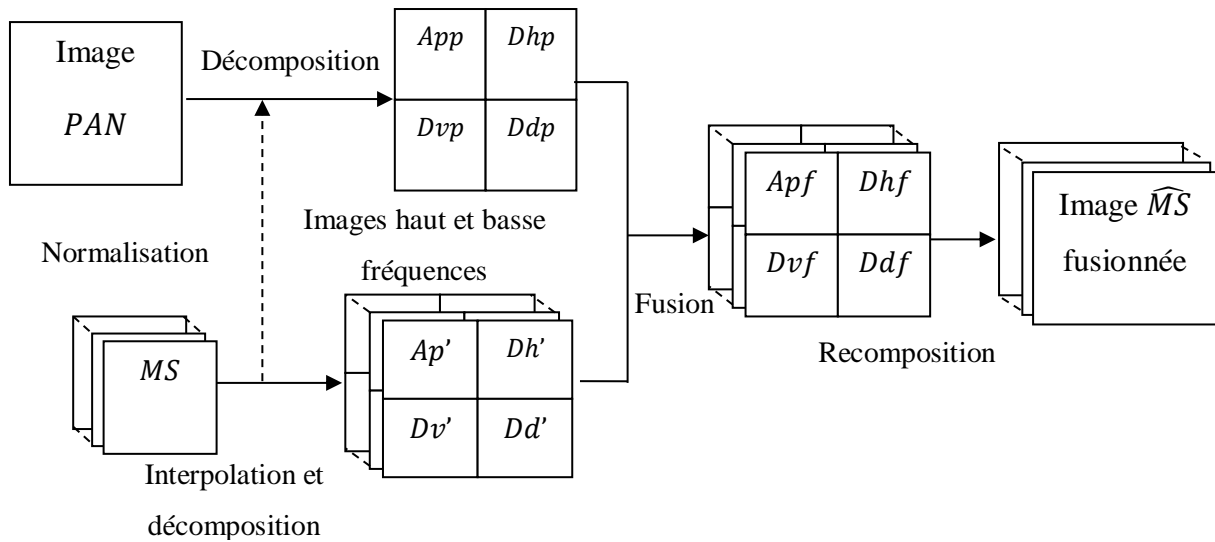 Image
PAN
Décomposition
App
Dhp
Dvp
Ddp
Images haut et basse
fréquences
Normalisation
MS
Interpolation et
décomposition
Ap’
Dh’
Dv’
Dd’
Fusion
Apf
Dhf
Dvf
Ddf
Recomposition
Image M̂S
fusionnée